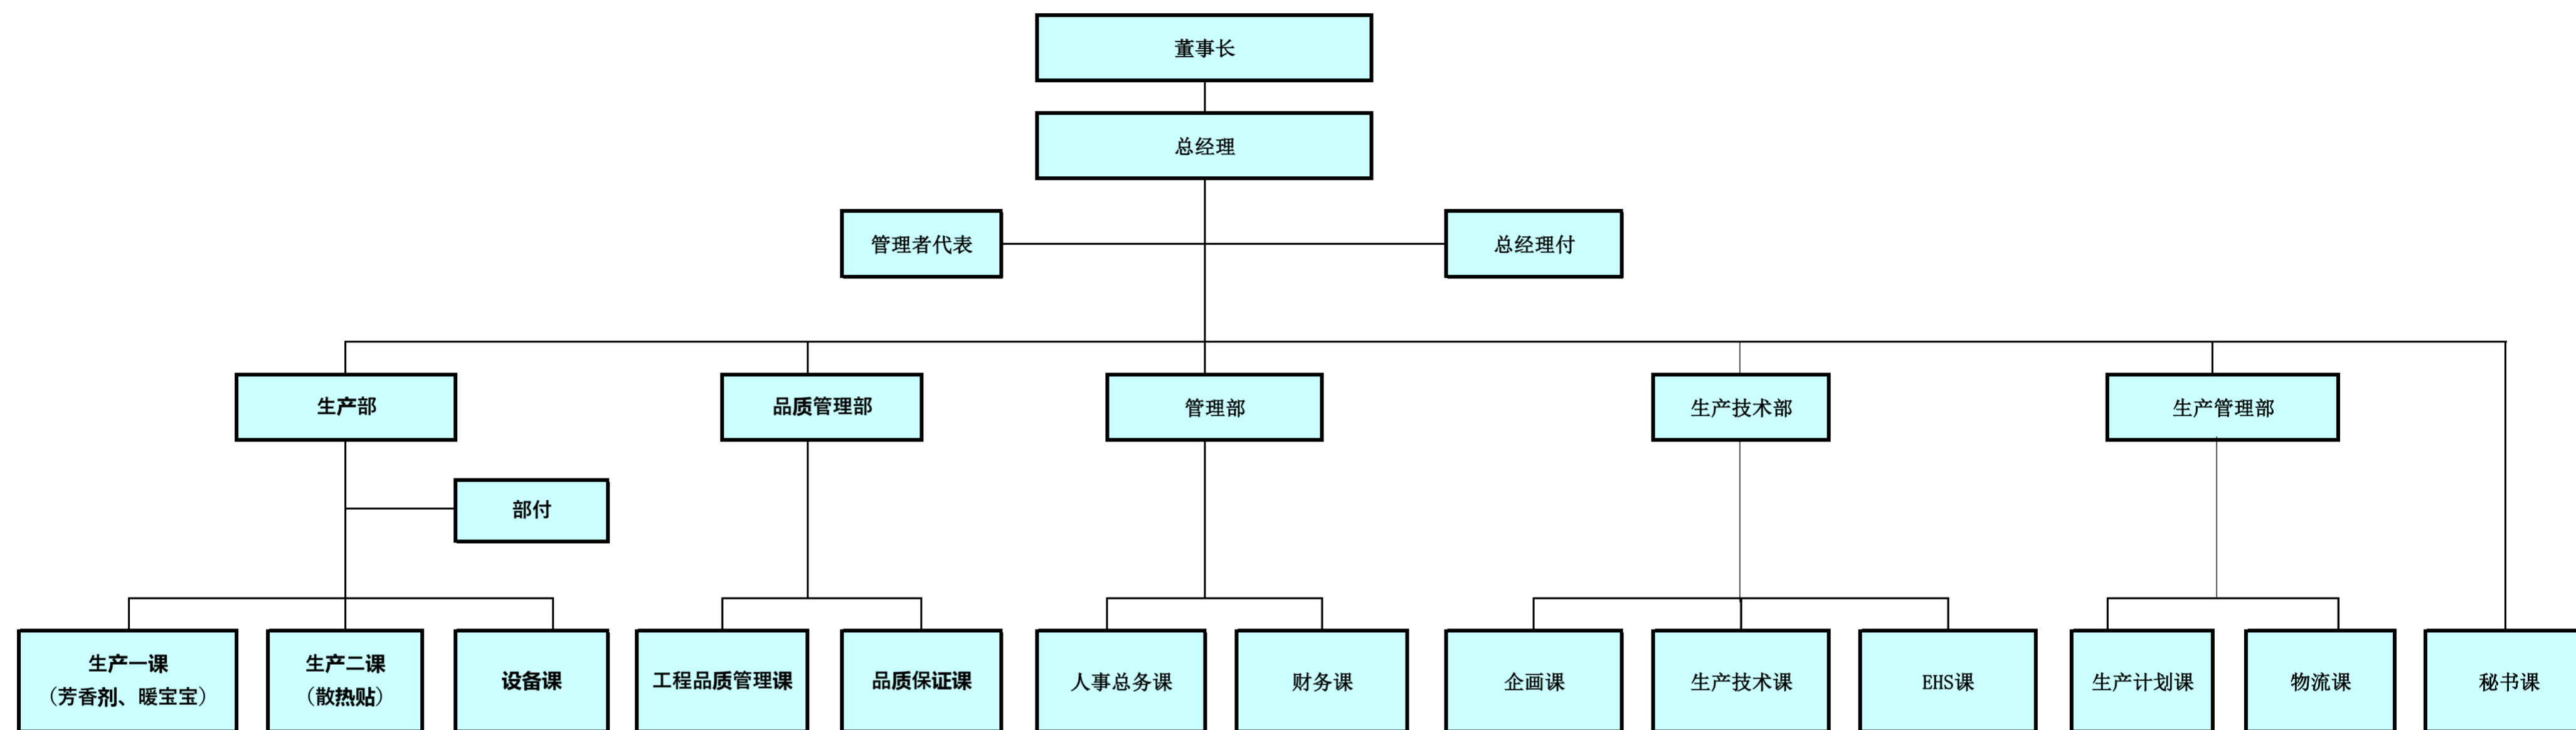 董事长
总经理
管理者代表
总经理付
生产部
品质管理部
管理部
生产技术部
生产管理部
部付
生产一课
（芳香剂、暖宝宝）
生产二课
（散热贴）
设备课
工程品质管理课
品质保证课
人事总务课
财务课
企画课
生产技术课
EHS课
生产计划课
物流课
秘书课